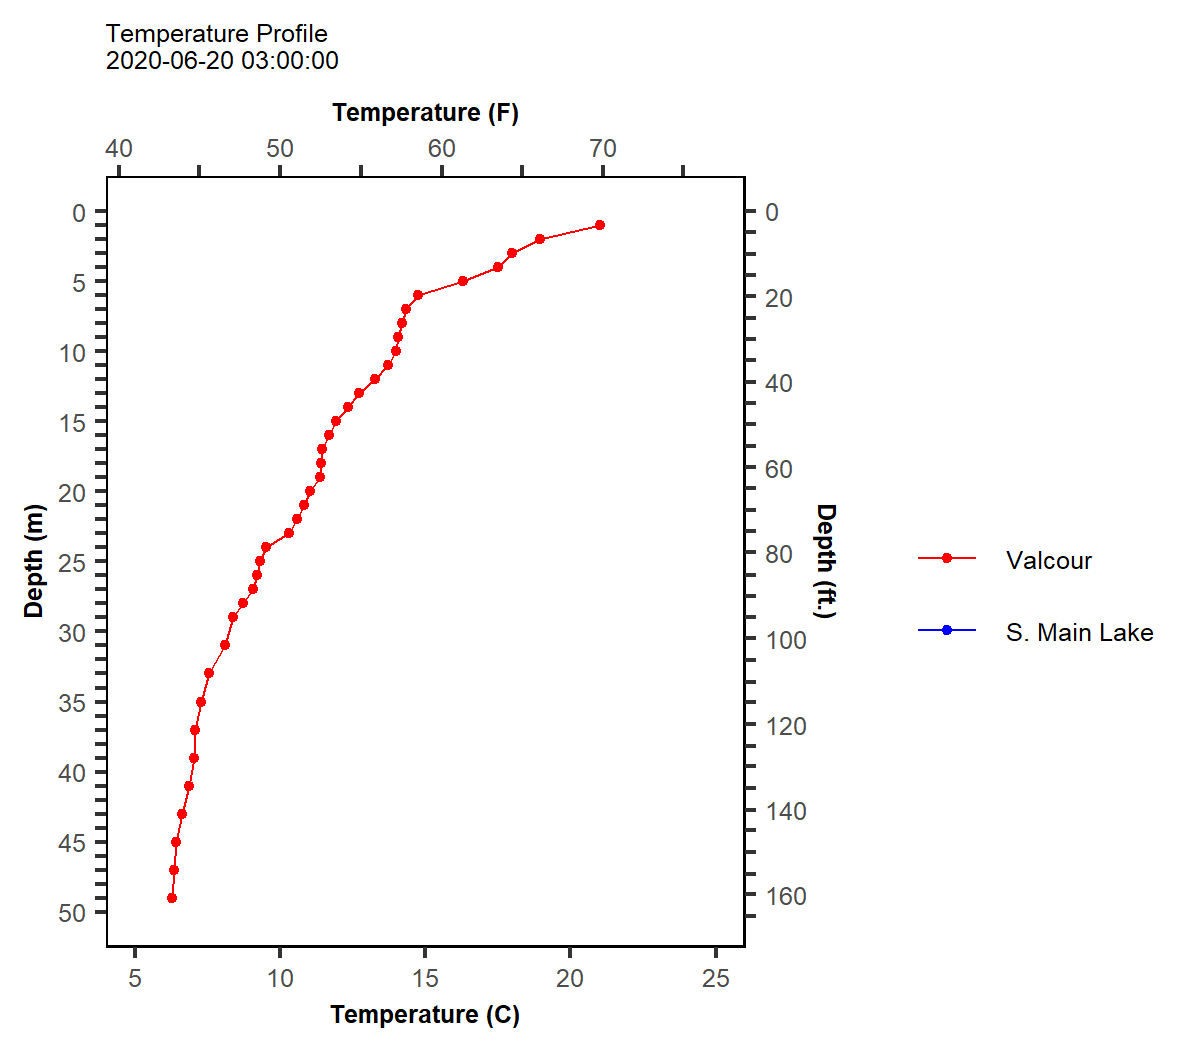 Temperature Profile
2020-06-20 03:00:00
Temperature (F)
40 50 60 70
0
5
10
15
20
25
30
35
40
45
50
Depth (m)
0
20
40
60
80
100
120
140
160
Depth (ft.)
Valcour
S. Main Lake
5 10 15 20 25
Temperature (C)